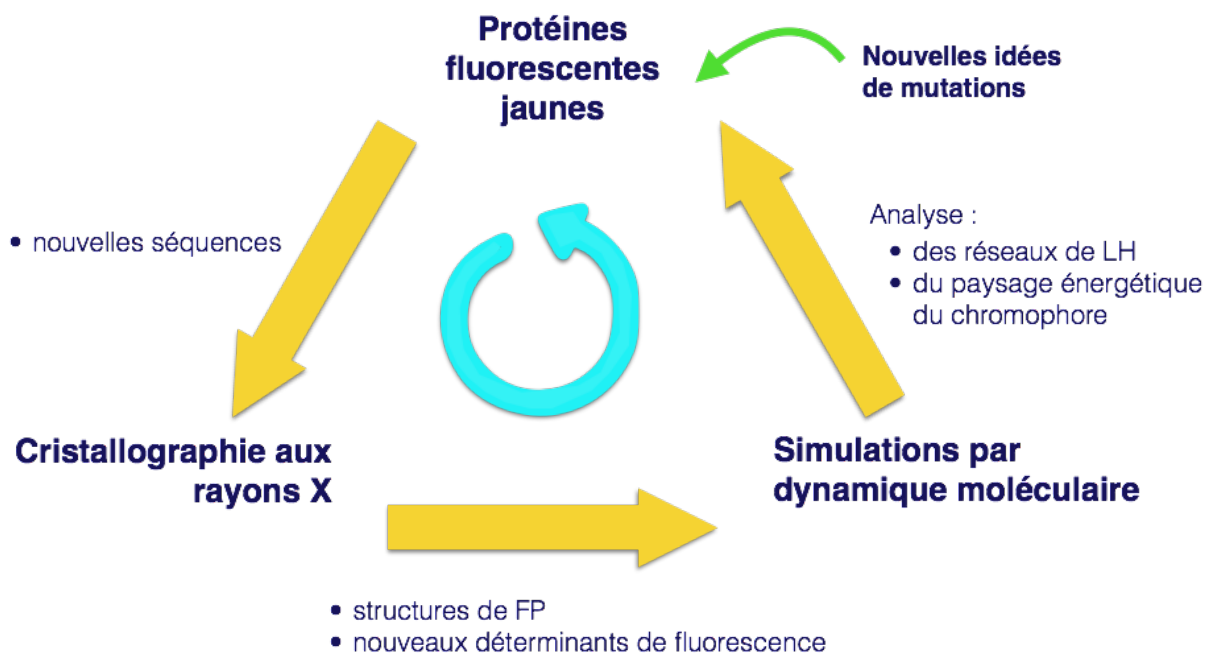 Protéines
fluorescentes
jaunes
Nouvelles idées
de mutations
• nouvelles séquences
Analyse :
• des réseaux de LH
• du paysage énergétique
du chromophore
Cristallographie aux
rayons X
Simulations par
dynamique moléculaire
• structures de FP
• nouveaux déterminants de fluorescence